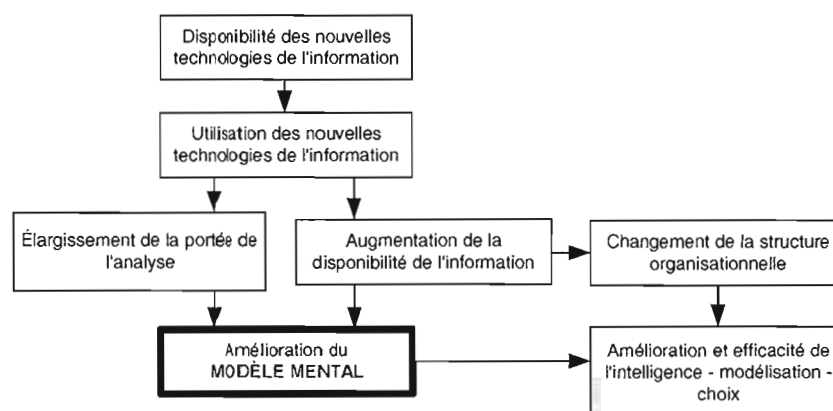 Disponibilité des nouvelles
technologies de l'information
Utilisation des nouvelles
technologies de l'information
Élargissement de la portée de
l'analyse
Augmentation de la
disponibilité de l'information
Changement de la structure
organisationnelle
Amélioration du
MODÈLE MENTAL
Amélioration et efficacité de
l'intelligence - modélisation -
choix